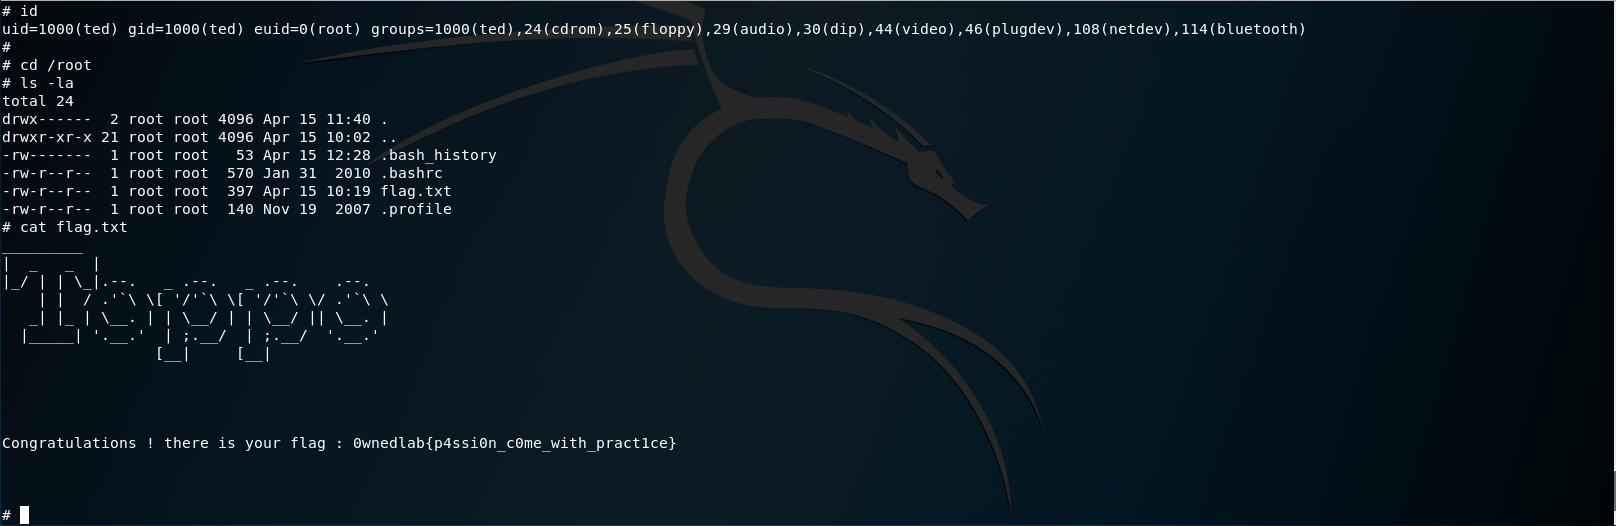 # id
uid=1000(ted) gid=1000(ted) euid=0(root) groups=1000(ted),24(cdrom),25(floppy),29(audio),30(dip),44(video),46(plugdev),108(netdev),114(bluetooth)
#
# cd /root
# ls -la
total 24
drwx------  2 root root 4096 Apr 15 11:40 .
drwxr-xr-x 21 root root 4096 Apr 15 10:02 ..
-rw-------  1 root root   53 Apr 15 12:28 .bash_history
-rw-r--r--  1 root root  570 Jan 31  2010 .bashrc
-rw-r--r--  1 root root  397 Apr 15 10:19 flag.txt
-rw-r--r--  1 root root  140 Nov 19  2007 .profile
# cat flag.txt
_________
|  _   _  |
|_/ | | \_|.--.   _ .--.   _ .--.    .--.
    | |  / .'`\ \[ '/'`\ \[ '/'`\ \/ .'`\ \
   _| |_ | \__. | | \__/ | | \__/ || \__. |
  |_____| '.__.'  | ;.__/  | ;.__/  '.__.'
                 [__|     [__|
Congratulations ! there is your flag : 0wnedlab{p4ssi0n_c0me_with_pract1ce}
#